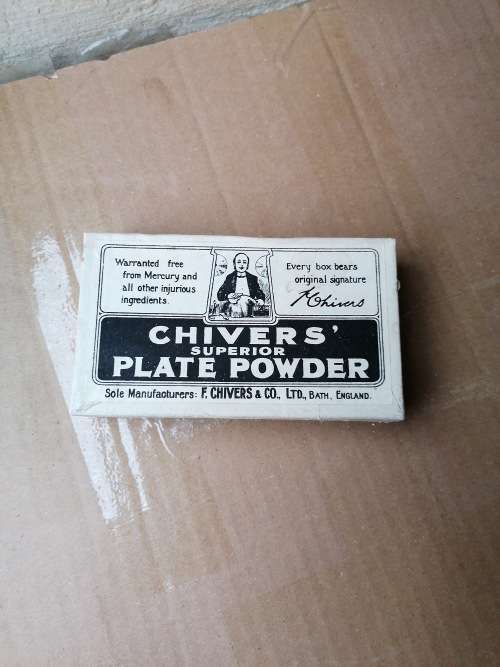 Warranted free
from Mercury and
all other injurious
ingredients.
Every box bears
original signature
F Chivers
CHIVERS'
SUPERIOR
PLATE POWDER
Sole Manufacturers: F. CHIVERS & CO., LTD., BATH, ENGLAND.